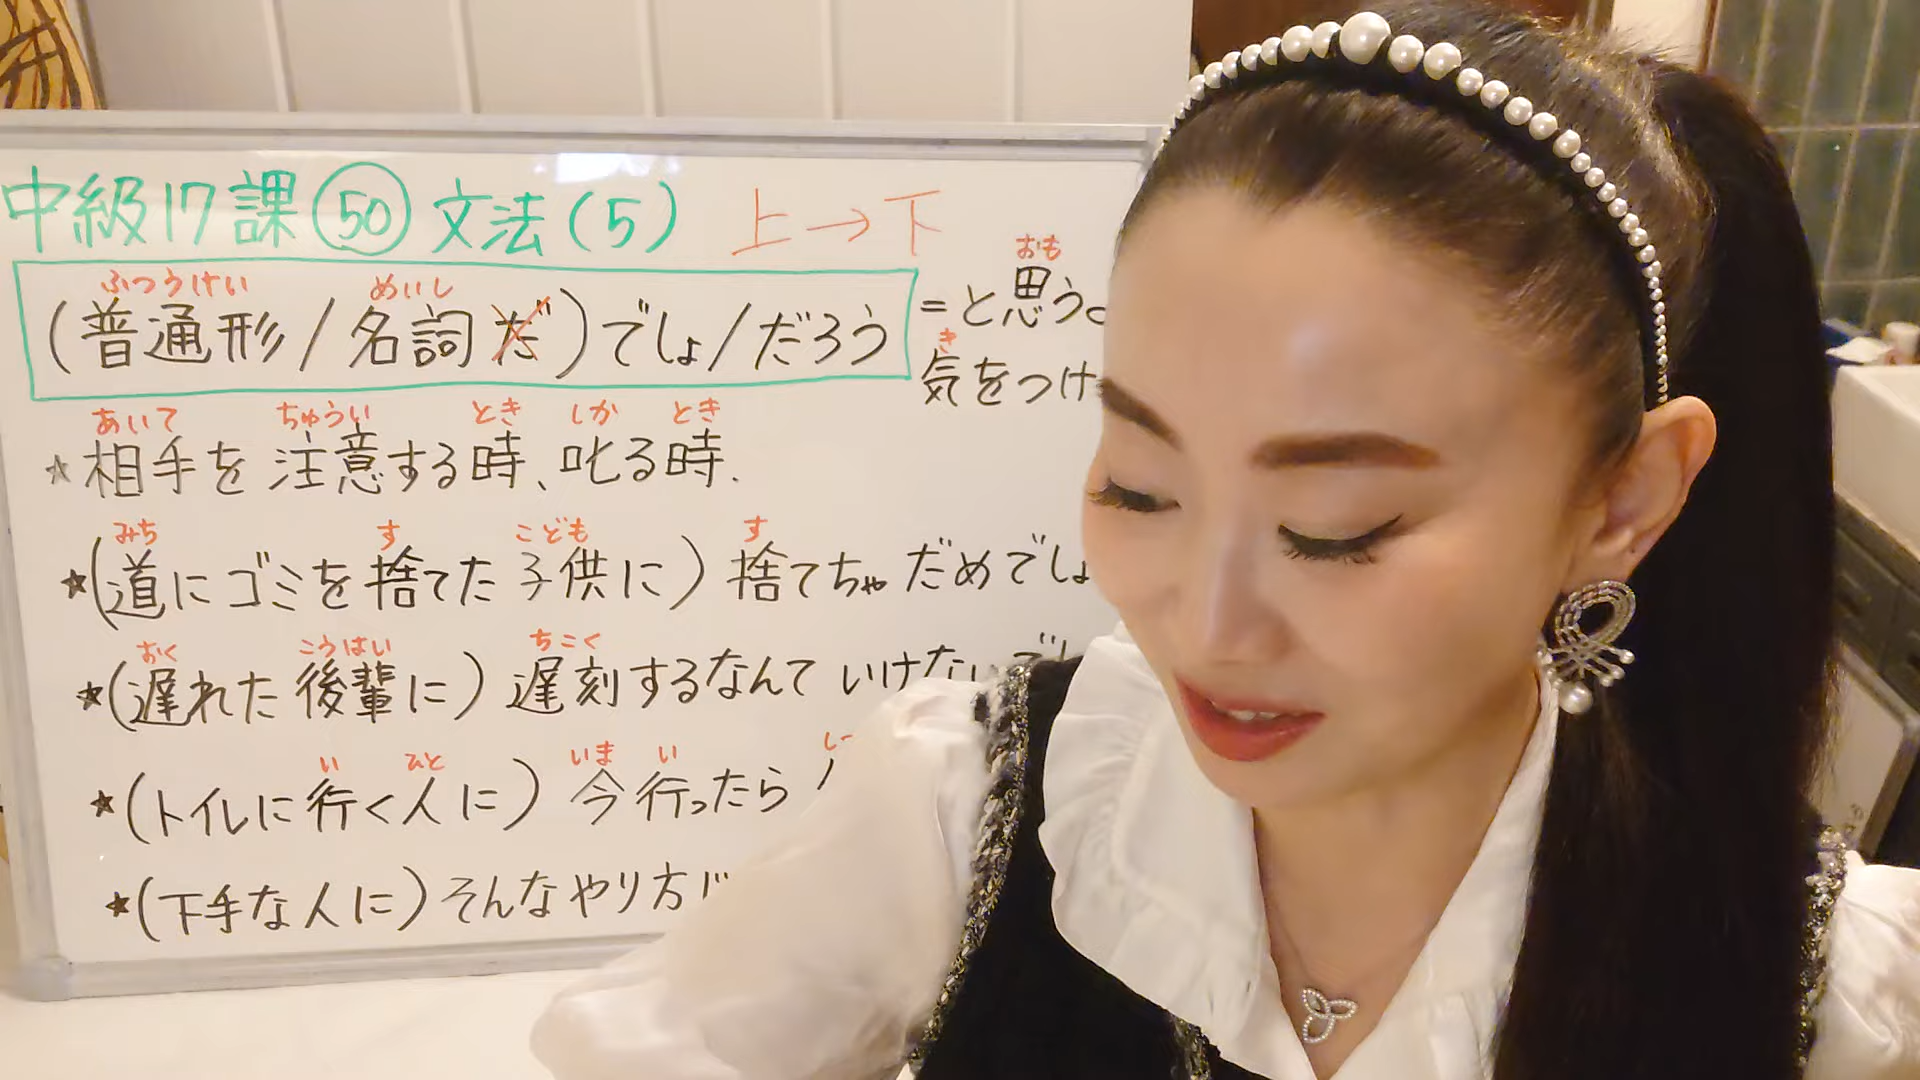 中級17課㊿文法(5) 上→下
ふつうけい めいし おも
(普通形/名詞だ)でしょ/だろう =と思う。
き
気をつけ
あいて ちゅうい とき しか とき
☆相手を注意する時、叱る時.
みち す こども す
★(道にゴミを捨てた子供に)捨てちゃだめでしょ
おく こうはい ちこく
★(遅れた後輩に)遅刻するなんていけない
い ひと いま い
★(トイレに行く人に)今行ったら
★(下手な人に)そんなやり方